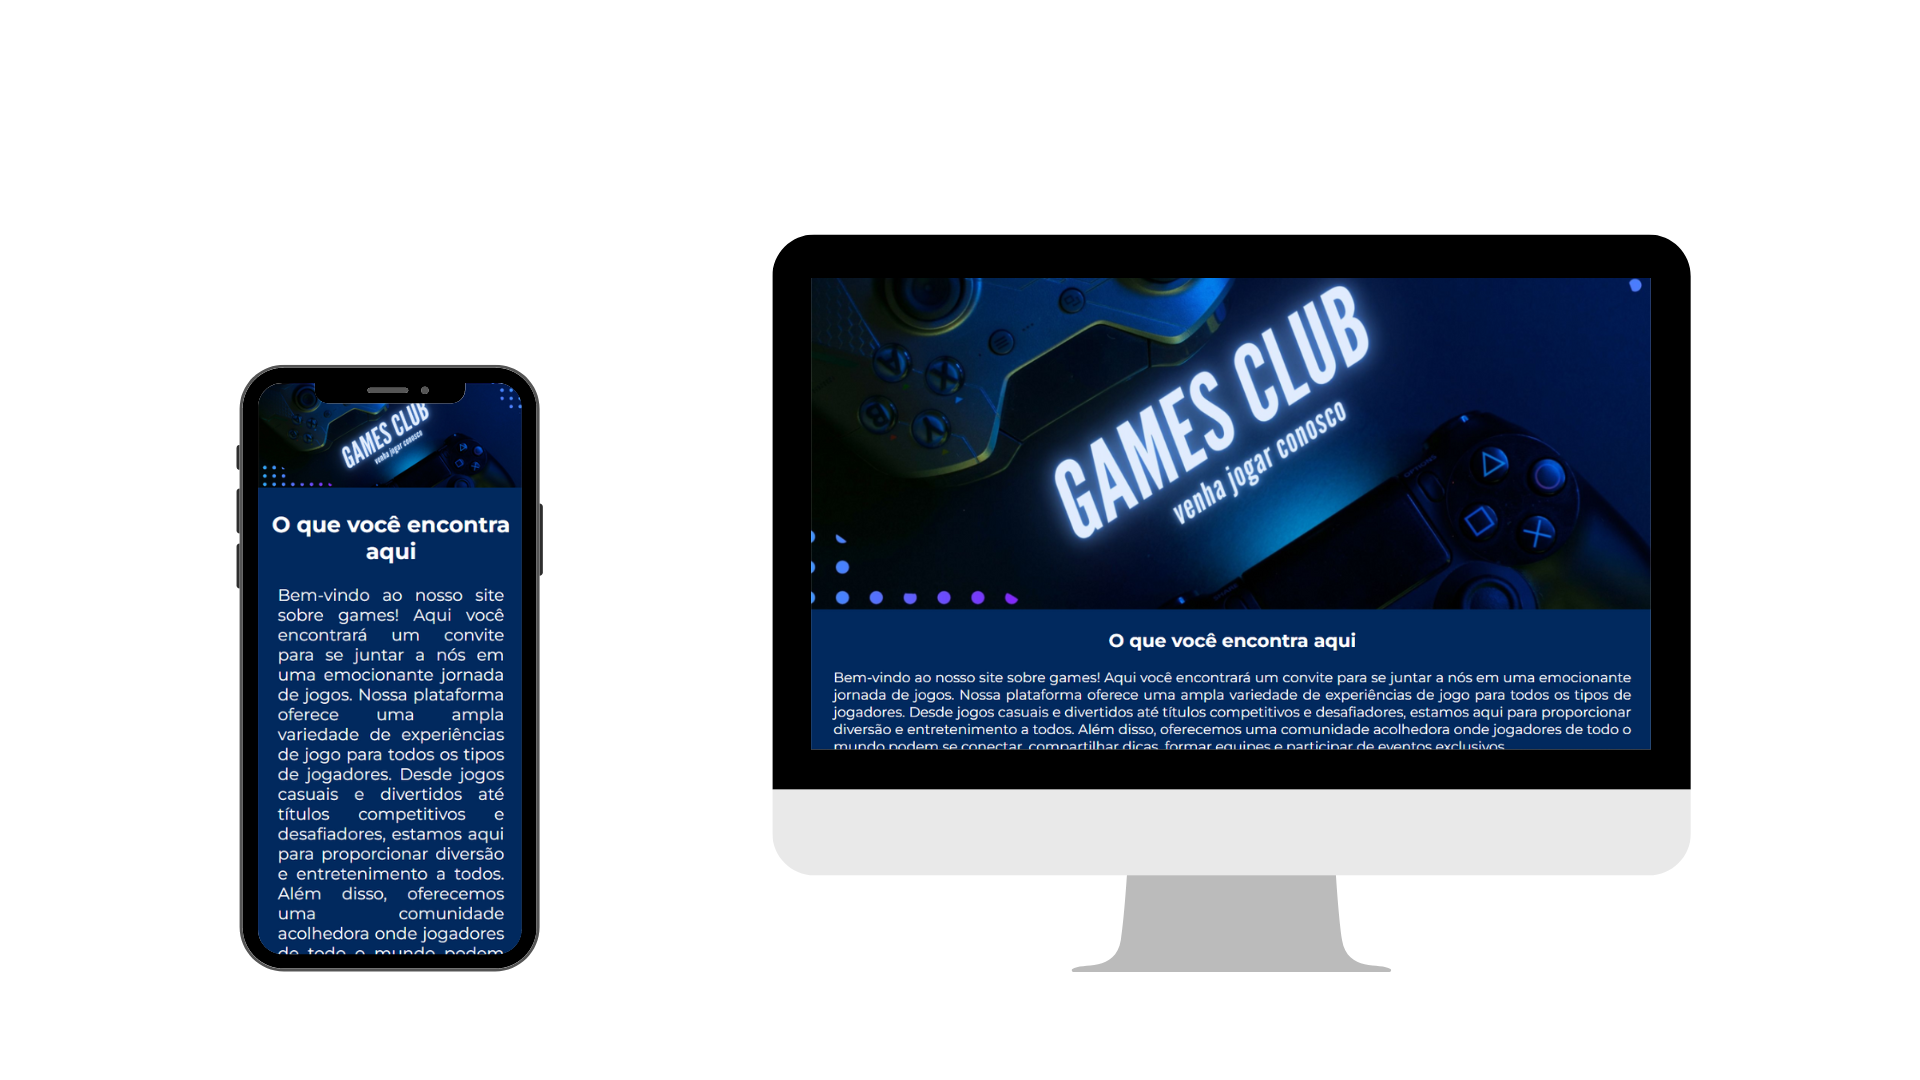 GAMES CLUB
venha jogar conosco
O que você encontra
aqui
Bem-vindo ao nosso site
sobre games! Aqui você
encontrará um convite
para se juntar a nós em
uma emocionante jornada
de jogos. Nossa plataforma
oferece uma ampla
variedade de experiências
de jogo para todos os tipos
de jogadores. Desde jogos
casuais e divertidos até
títulos competitivos e
desafiadores, estamos aqui
para proporcionar diversão
e entretenimento a todos.
Além disso, oferecemos
uma comunidade
acolhedora onde jogadores
de todo o mundo podem
GAMES CLUB
venha jogar conosco
O que você encontra aqui
Bem-vindo ao nosso site sobre games! Aqui você encontrará um convite para se juntar a nós em uma emocionante
jornada de jogos. Nossa plataforma oferece uma ampla variedade de experiências de jogo para todos os tipos de
jogadores. Desde jogos casuais e divertidos até títulos competitivos e desafiadores, estamos aqui para proporcionar
diversão e entretenimento a todos. Além disso, oferecemos uma comunidade acolhedora onde jogadores de todo o
mundo podem se conectar, compartilhar dicas, formar equipes e participar de eventos exclusivos.